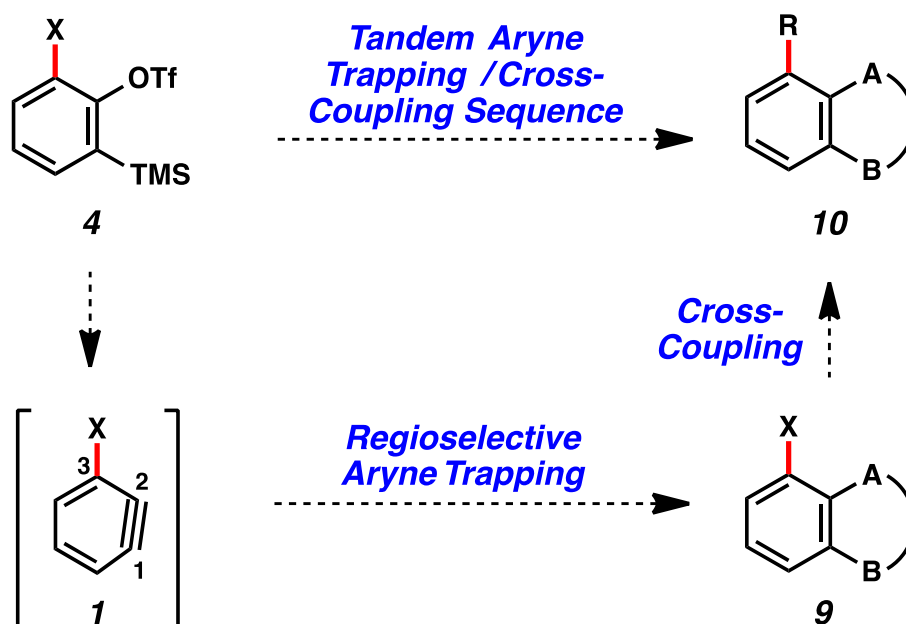 X
OTf
TMS
4
Tandem Aryne
Trapping /Cross-
Coupling Sequence
R
A
B
10
Cross-
Coupling
X
3
2
1
1
Regioselective
Aryne Trapping
X
A
B
9